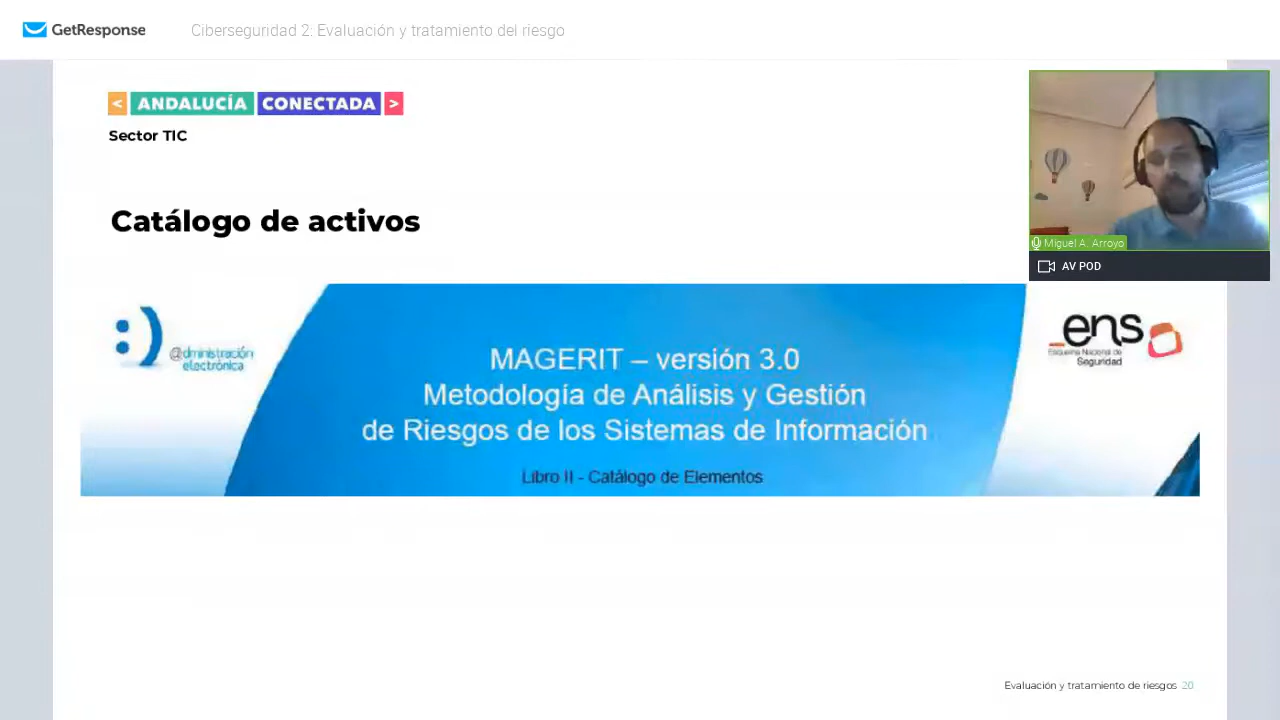 GetResponse
Ciberseguridad 2: Evaluación y tratamiento del riesgo
< ANDALUCÍA CONECTADA >
Sector TIC
Catálogo de activos
Miguel A. Arroyo
AV POD
:) @dministración
electrónica
MAGERIT – versión 3.0
Metodología de Análisis y Gestión
de Riesgos de los Sistemas de Información
Libro II - Catálogo de Elementos
_ens
Esquema Nacional de
Seguridad
Evaluación y tratamiento de riesgos 20